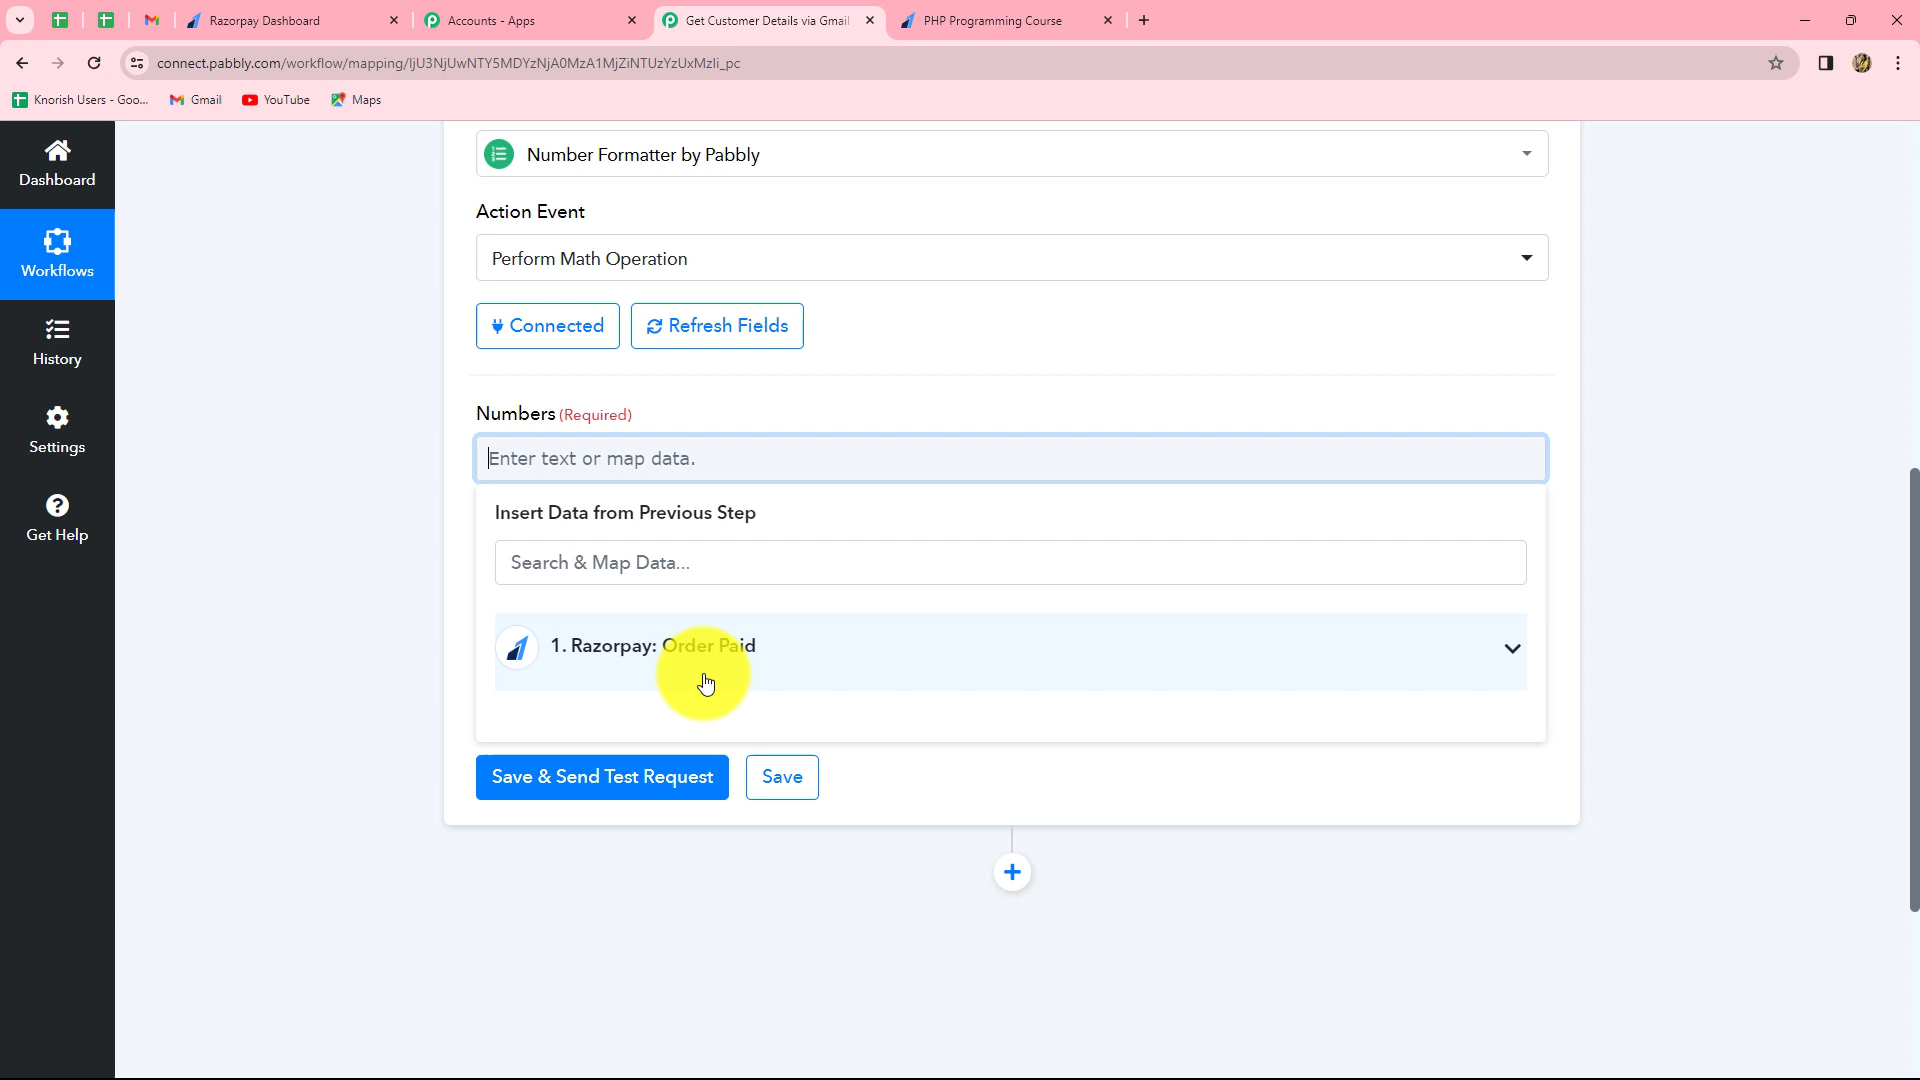 Razorpay Dashboard
Accounts - Apps
Get Customer Details via Gmail
PHP Programming Course
connect.pabbly.com/workflow/mapping/IjU3NjUwNTY5MDYzNjA0MzA1MjZiNTUzYzUxMzIi_pc
Knorish Users - Goo...
Gmail
YouTube
Maps
Dashboard
Workflows
History
Settings
Get Help
Number Formatter by Pabbly
Action Event
Perform Math Operation
Connected
Refresh Fields
Numbers (Required)
Enter text or map data.
Insert Data from Previous Step
Search & Map Data...
1. Razorpay: Order Paid
Save & Send Test Request
Save